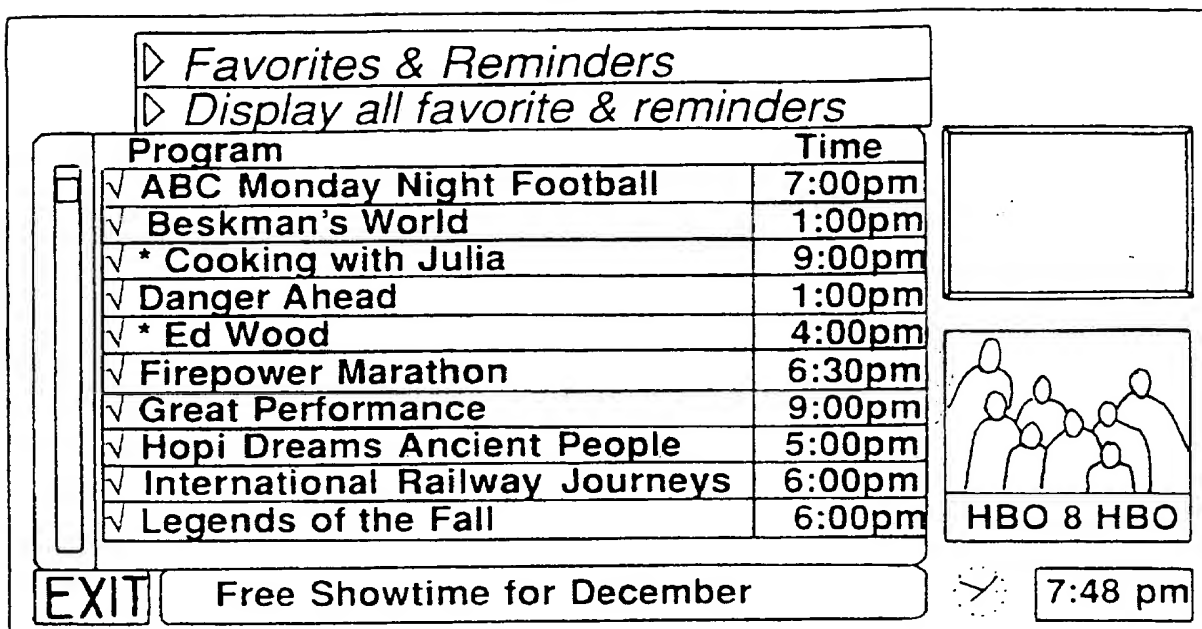 ▷ Favorites & Reminders
▷ Display all favorite & reminders
Program Time
√ ABC Monday Night Football 7:00pm
√ Beskman's World 1:00pm
√ * Cooking with Julia 9:00pm
√ Danger Ahead 1:00pm
√ * Ed Wood 4:00pm
√ Firepower Marathon 6:30pm
√ Great Performance 9:00pm
√ Hopi Dreams Ancient People 5:00pm
√ International Railway Journeys 6:00pm
√ Legends of the Fall 6:00pm
HBO 8 HBO
EXIT Free Showtime for December 7:48 pm